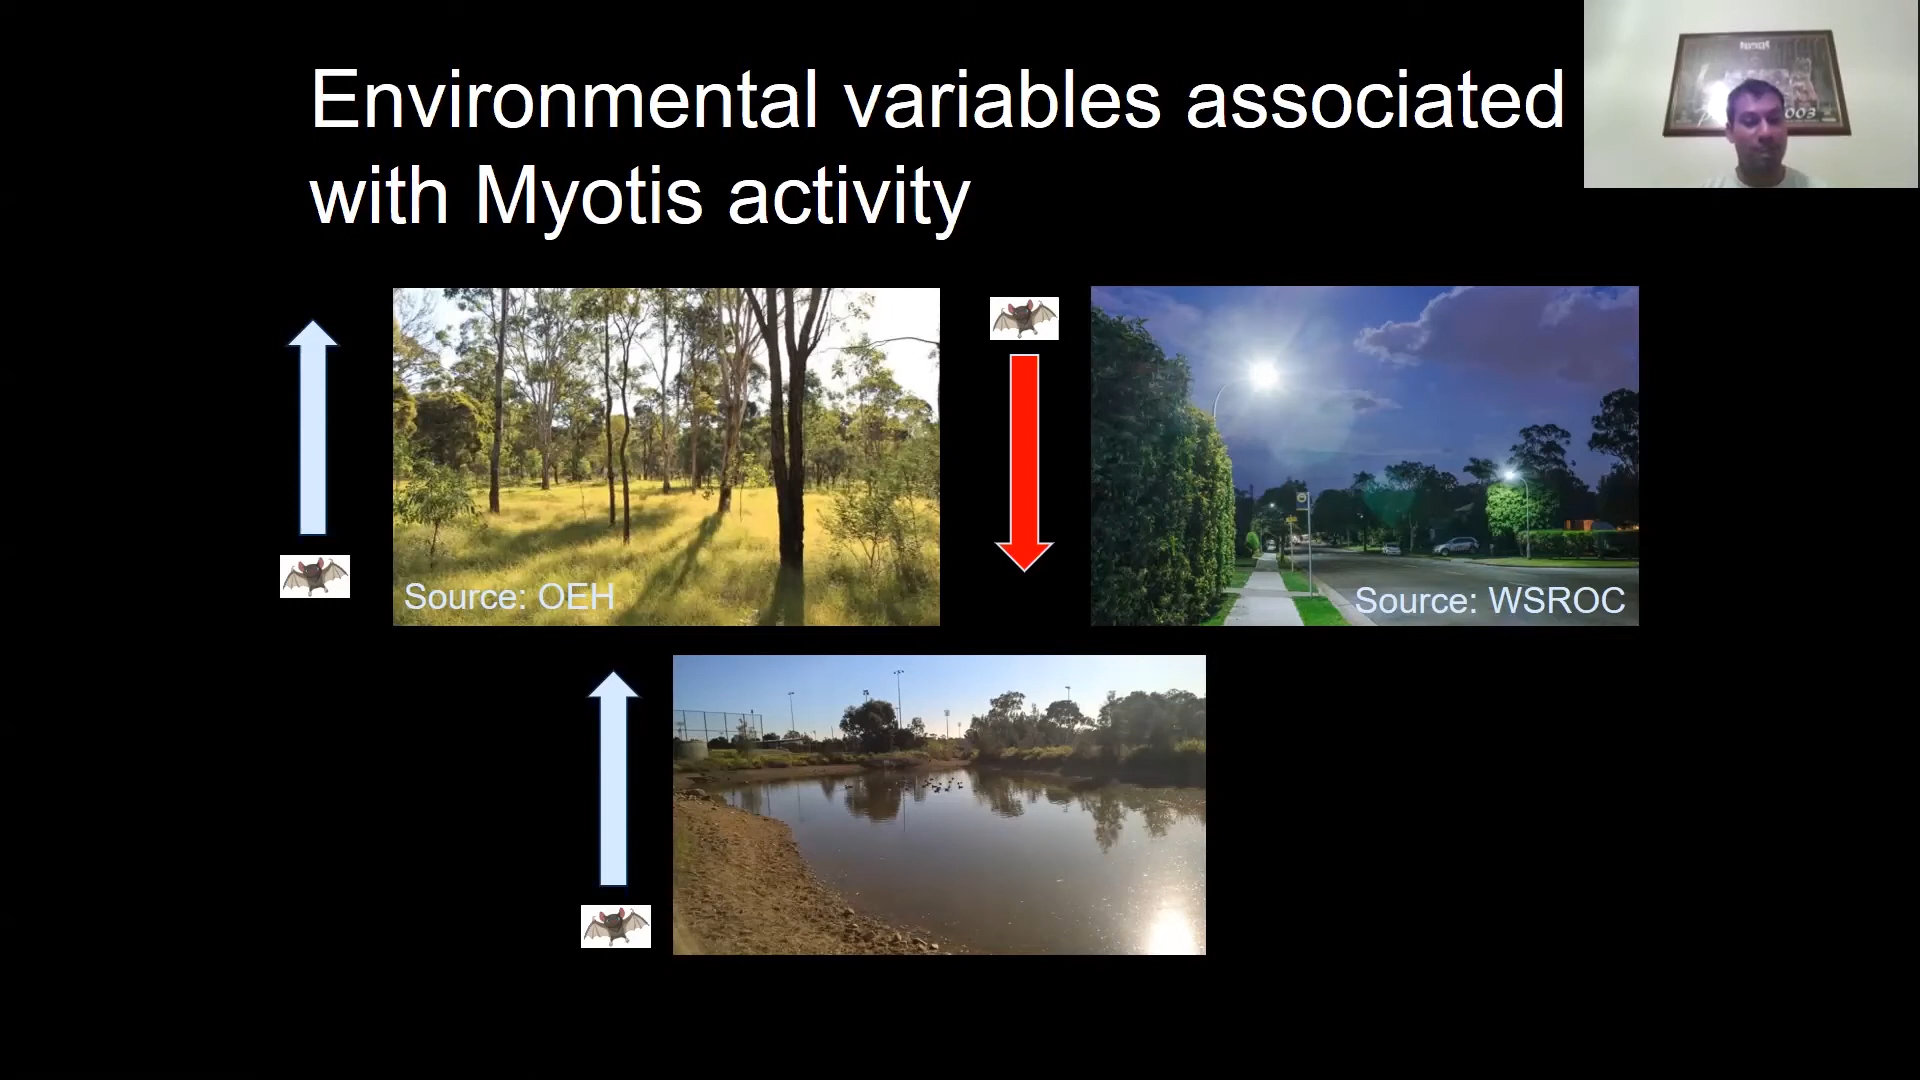 Environmental variables associated
with Myotis activity
Source: OEH
Source: WSROC